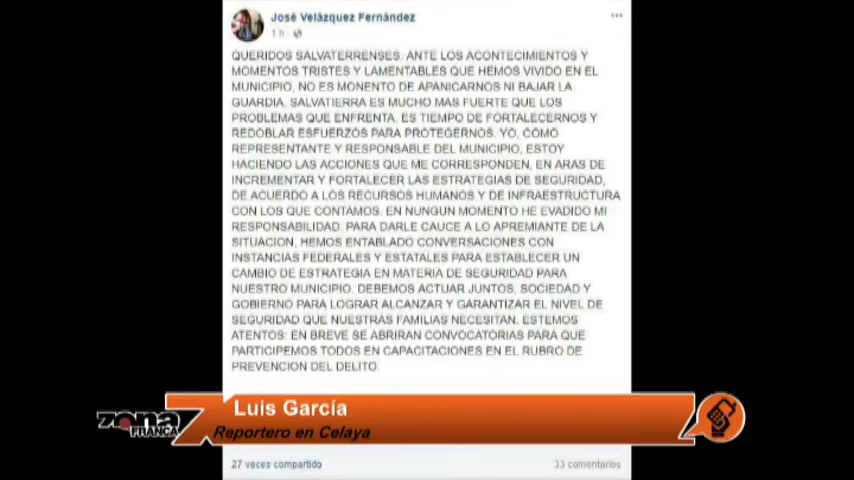 José Velázquez Fernández
1 h
QUERIDOS SALVATERRENSES: ANTE LOS ACONTECIMIENTOS Y
MOMENTOS TRISTES Y LAMENTABLES QUE HEMOS VIVIDO EN EL
MUNICIPIO, NO ES MONENTO DE APANICARNOS NI BAJAR LA
GUARDIA. SALVATIERRA ES MUCHO MAS FUERTE QUE LOS
PROBLEMAS QUE ENFRENTA. ES TIEMPO DE FORTALECERNOS Y
REDOBLAR ESFUERZOS PARA PROTEGERNOS. YO, COMO
REPRESENTANTE Y RESPONSABLE DEL MUNICIPIO, ESTOY
HACIENDO LAS ACCIONES QUE ME CORRESPONDEN, EN ARAS DE
INCREMENTAR Y FORTALECER LAS ESTRATEGIAS DE SEGURIDAD,
DE ACUERDO A LOS RECURSOS HUMANOS Y DE INFRAESTRUCTURA
CON LOS QUE CONTAMOS. EN NUNGUN MOMENTO HE EVADIDO MI
RESPONSABILIDAD. PARA DARLE CAUCE A LO APREMIANTE DE LA
SITUACION, HEMOS ENTABLADO CONVERSACIONES CON
INSTANCIAS FEDERALES Y ESTATALES PARA ESTABLECER UN
CAMBIO DE ESTRATEGIA EN MATERIA DE SEGURIDAD PARA
NUESTRO MUNICIPIO. DEBEMOS ACTUAR JUNTOS, SOCIEDAD Y
GOBIERNO PARA LOGRAR ALCANZAR Y GARANTIZAR EL NIVEL DE
SEGURIDAD QUE NUESTRAS FAMILIAS NECESITAN. ESTEMOS
ATENTOS: EN BREVE SE ABRIRAN CONVOCATORIAS PARA QUE
PARTICIPEMOS TODOS EN CAPACITACIONES EN EL RUBRO DE
PREVENCION DEL DELITO
Luis García
zona
FRANCA
Reportero en Celaya
27 veces compartido
33 comentarios